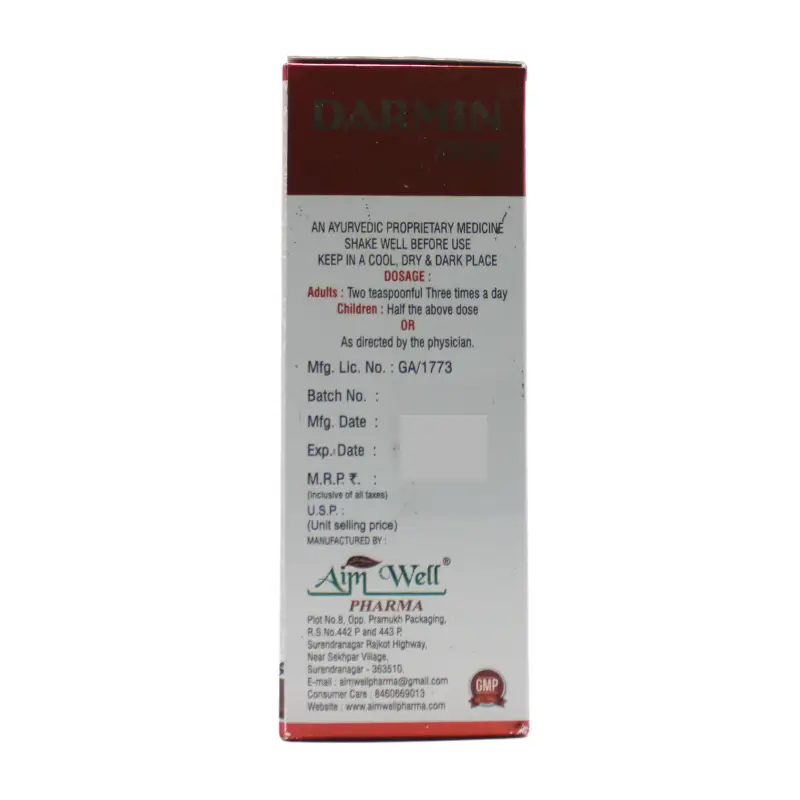 DARMIN
AN AYURVEDIC PROPRIETARY MEDICINE
SHAKE WELL BEFORE USE
KEEP IN A COOL, DRY & DARK PLACE
DOSAGE :
Adults : Two teaspoonful Three times a day
Children : Half the above dose
OR
As directed by the physician.
Mfg. Lic. No. : GA/1773
Batch No. :
Mfg. Date :
Exp. Date :
M.R.P. ₹. :
(Inclusive of all taxes)
U.S.P. :
(Unit selling price)
MANUFACTURED BY :
Aim Well®
PHARMA
Plot No.8, Opp. Pramukh Packaging,
R.S.No.442 P and 443 P,
Surendranagar Rajkot Highway,
Near Sekhpar Village,
Surendranagar - 363510.
E-mail : aimwellpharma@gmail.com
Consumer Care : 8460669013
Website : www.aimwellpharma.com
GMP